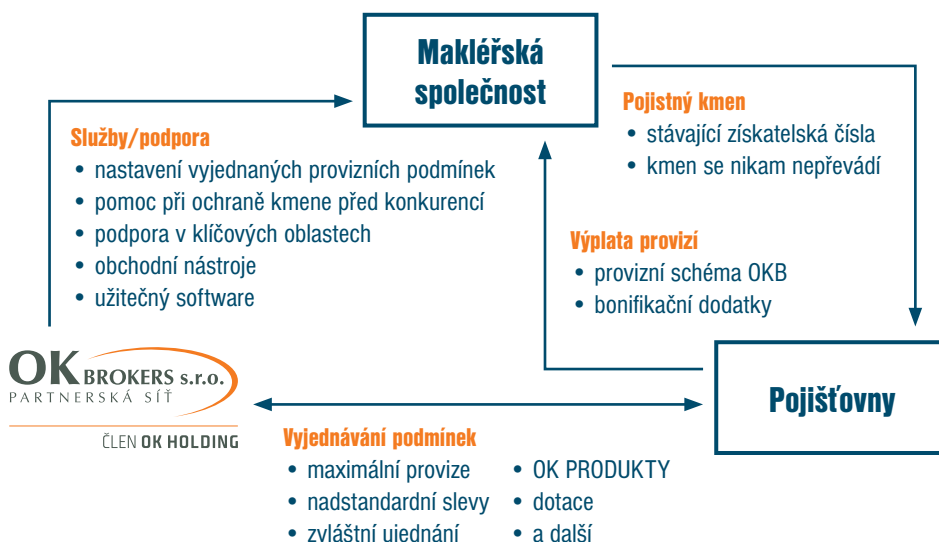 Makléřská
společnost
Služby/podpora
• nastavení vyjednaných provizních podmínek
• pomoc při ochraně kmene před konkurencí
• podpora v klíčových oblastech
• obchodní nástroje
• užitečný software
Pojistný kmen
• stávající získatelská čísla
• kmen se nikam nepřevádí
Výplata provizí
• provizní schéma OKB
• bonifikační dodatky
OK BROKERS s.r.o.
PARTNERSKÁ SÍŤ
ČLEN OK HOLDING
Pojišťovny
Vyjednávání podmínek
• maximální provize
• nadstandardní slevy
• zvláštní ujednání
• OK PRODUKTY
• dotace
• a další